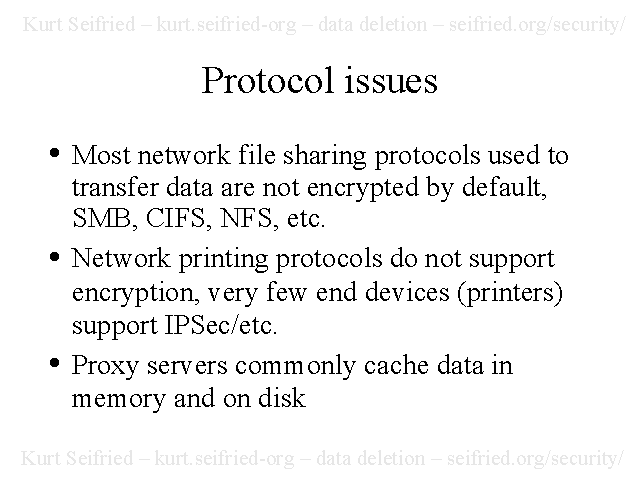 Kurt Seifried – kurt.seifried-org – data deletion – seifried.org/security/
Protocol issues
• Most network file sharing protocols used to
transfer data are not encrypted by default,
SMB, CIFS, NFS, etc.
• Network printing protocols do not support
encryption, very few end devices (printers)
support IPSec/etc.
• Proxy servers commonly cache data in
memory and on disk
Kurt Seifried – kurt.seifried-org – data deletion – seifried.org/security/